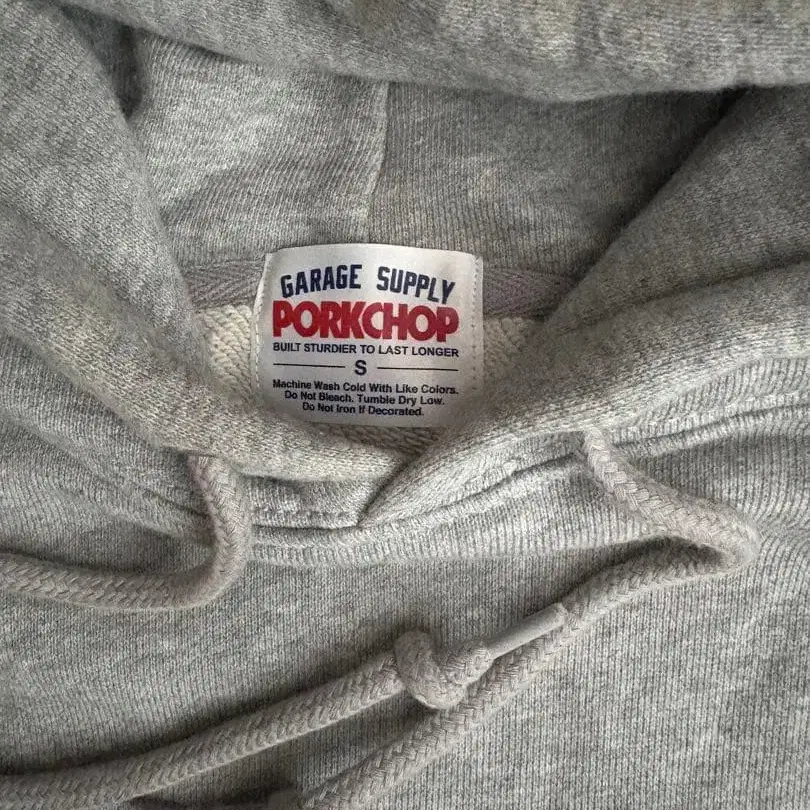 GARAGE SUPPLY
PORKCHOP
BUILT STURDIER TO LAST LONGER
S
Machine Wash Cold With Like Colors.
Do Not Bleach. Tumble Dry Low.
Do Not Iron If Decorated.